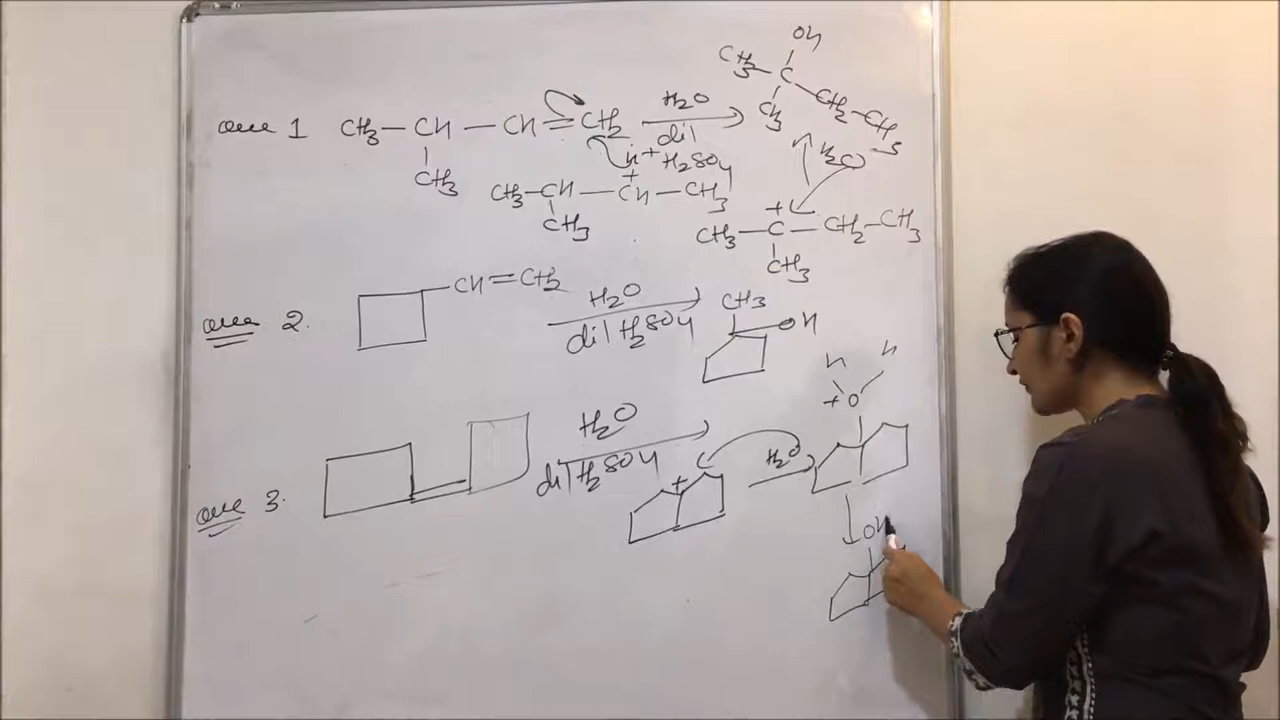 OH
CH3 C CH3 CH2 CH3
Que 1 CH3—CH—CH=CH2 H2O
CH3 H+ dil H2SO4
H2O
CH3—CH—CH+—CH3
CH3
CH3—C+—CH2—CH3
CH3
Que 2. CH=CH2 H2O
dil H2SO4
CH3
OH
H H
+O
Que 3. H2O
dil H2SO4
+ H2O
OH